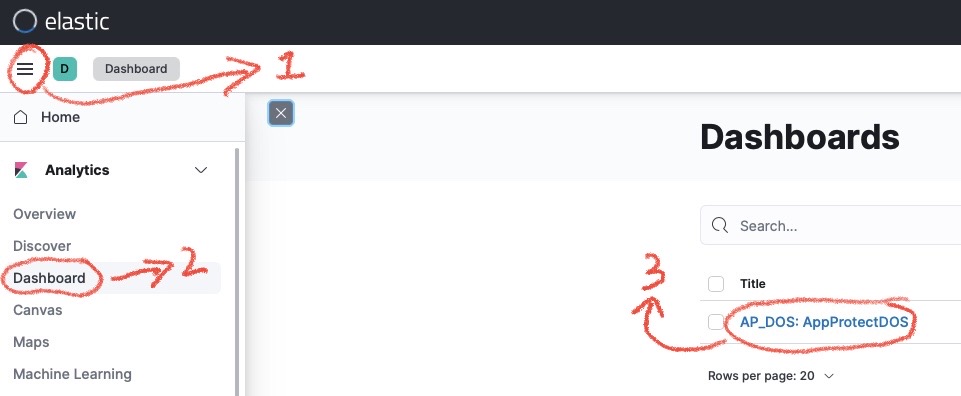 elastic
D Dashboard 1
Home
Dashboards
Analytics
Overview
Search...
Discover
Dashboard 2
3
Title
Canvas
AP_DOS: AppProtectDOS
Maps
Machine Learning
Rows per page: 20